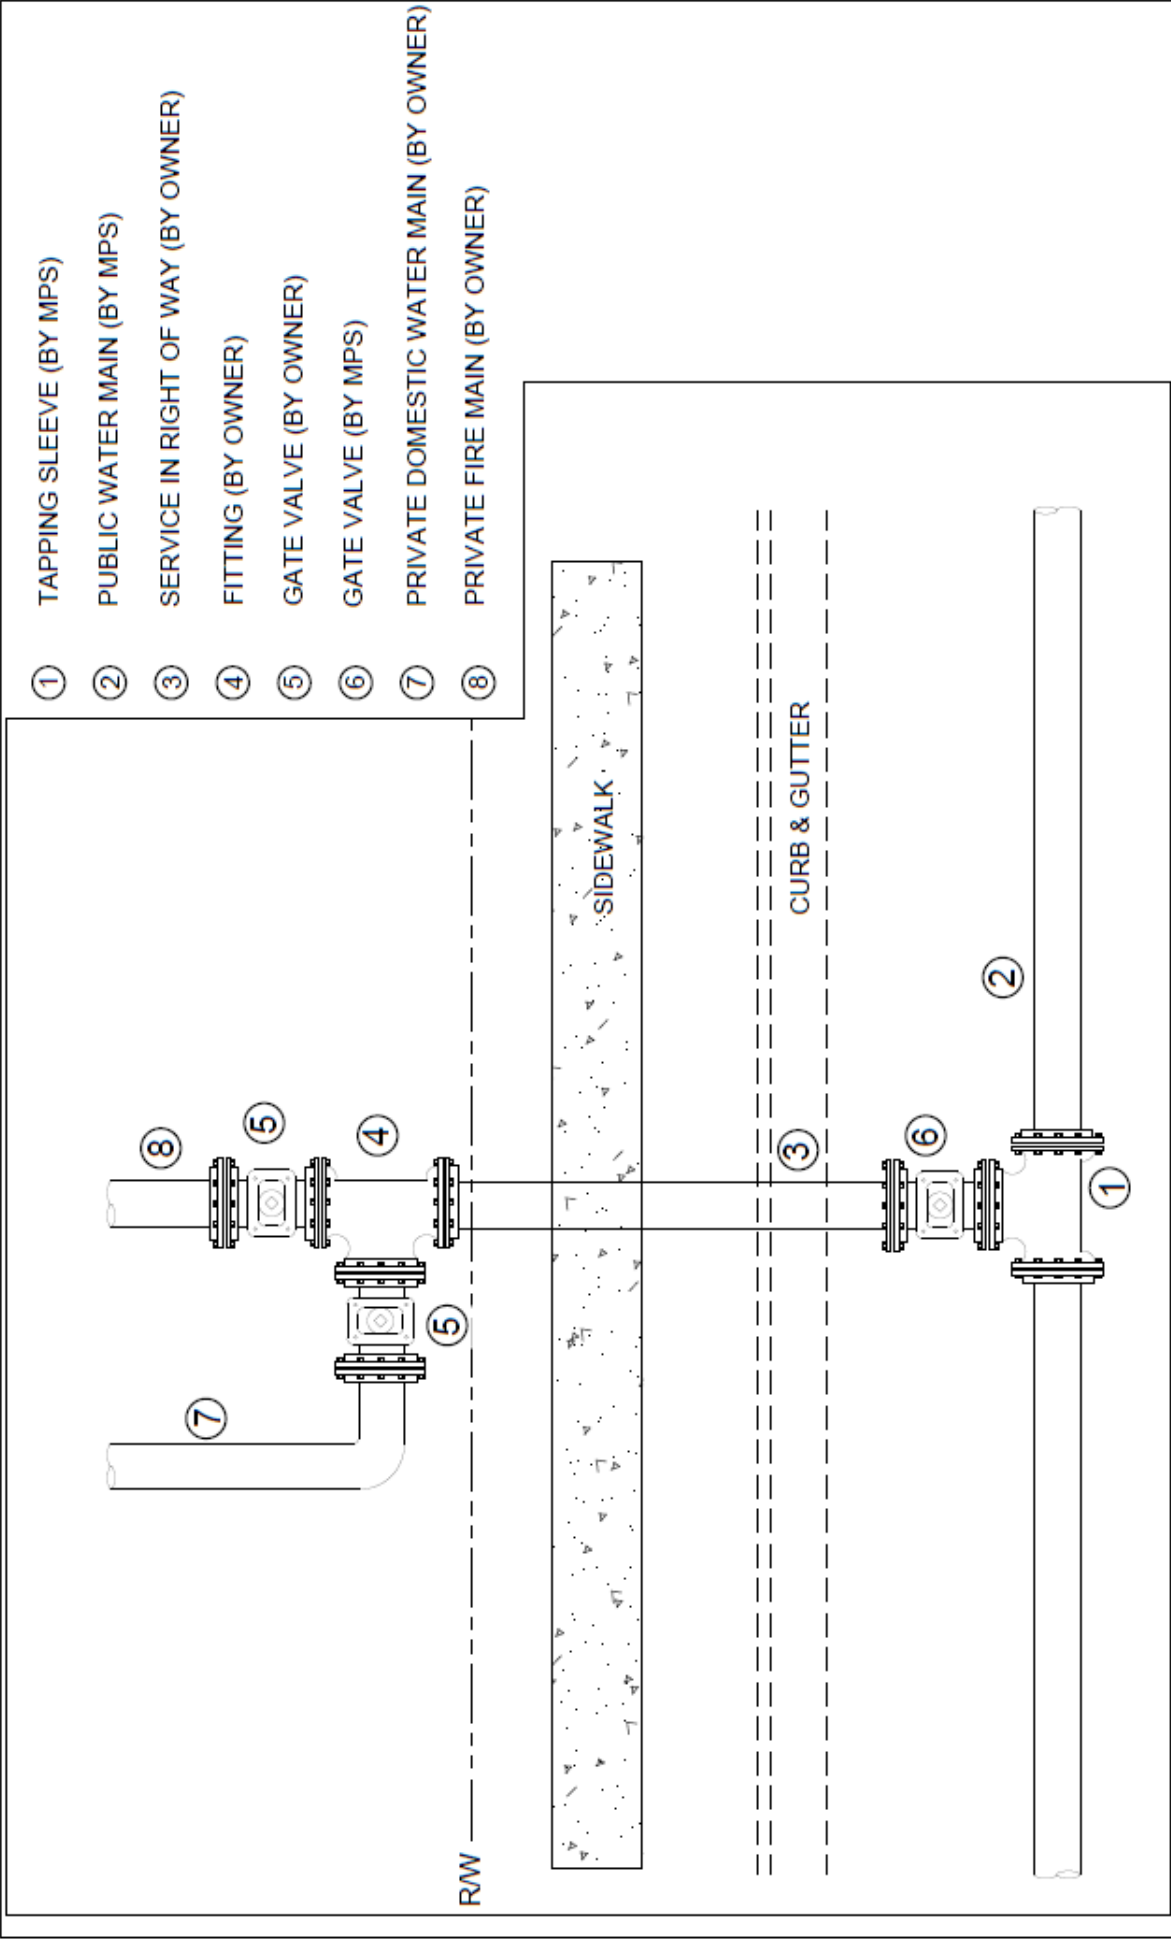 ① TAPPING SLEEVE (BY MPS)
② PUBLIC WATER MAIN (BY MPS)
③ SERVICE IN RIGHT OF WAY (BY OWNER)
④ FITTING (BY OWNER)
⑤ GATE VALVE (BY OWNER)
⑥ GATE VALVE (BY MPS)
⑦ PRIVATE DOMESTIC WATER MAIN (BY OWNER)
⑧ PRIVATE FIRE MAIN (BY OWNER)
⑦
⑧
⑤
④
⑤
R/W
SIDEWALK
CURB & GUTTER
③
⑥
②
①